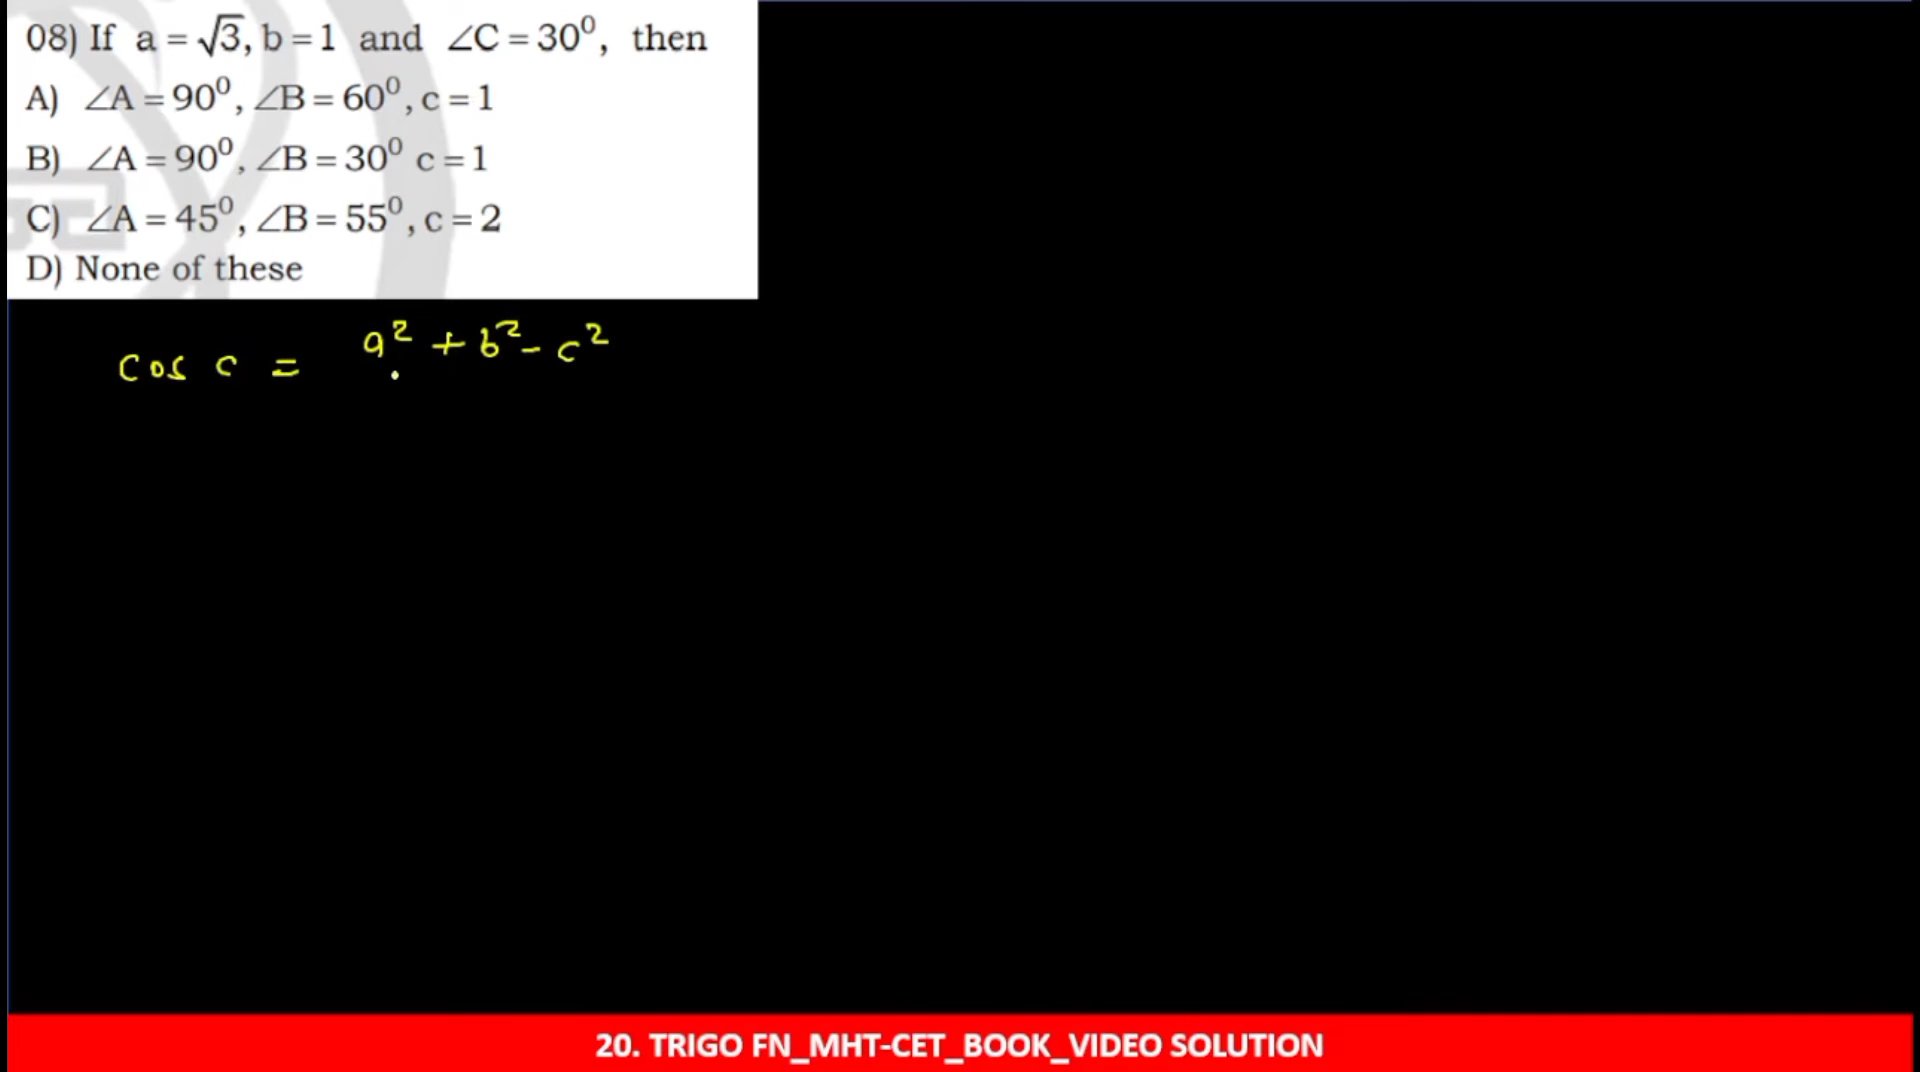 08) If a = √3, b = 1 and ∠C = 30⁰, then
A) ∠A = 90⁰, ∠B = 60⁰, c = 1
B) ∠A = 90⁰, ∠B = 30⁰ c = 1
C) ∠A = 45⁰, ∠B = 55⁰, c = 2
D) None of these
cos c = a² + b² - c²
20. TRIGO FN_MHT-CET_BOOK_VIDEO SOLUTION